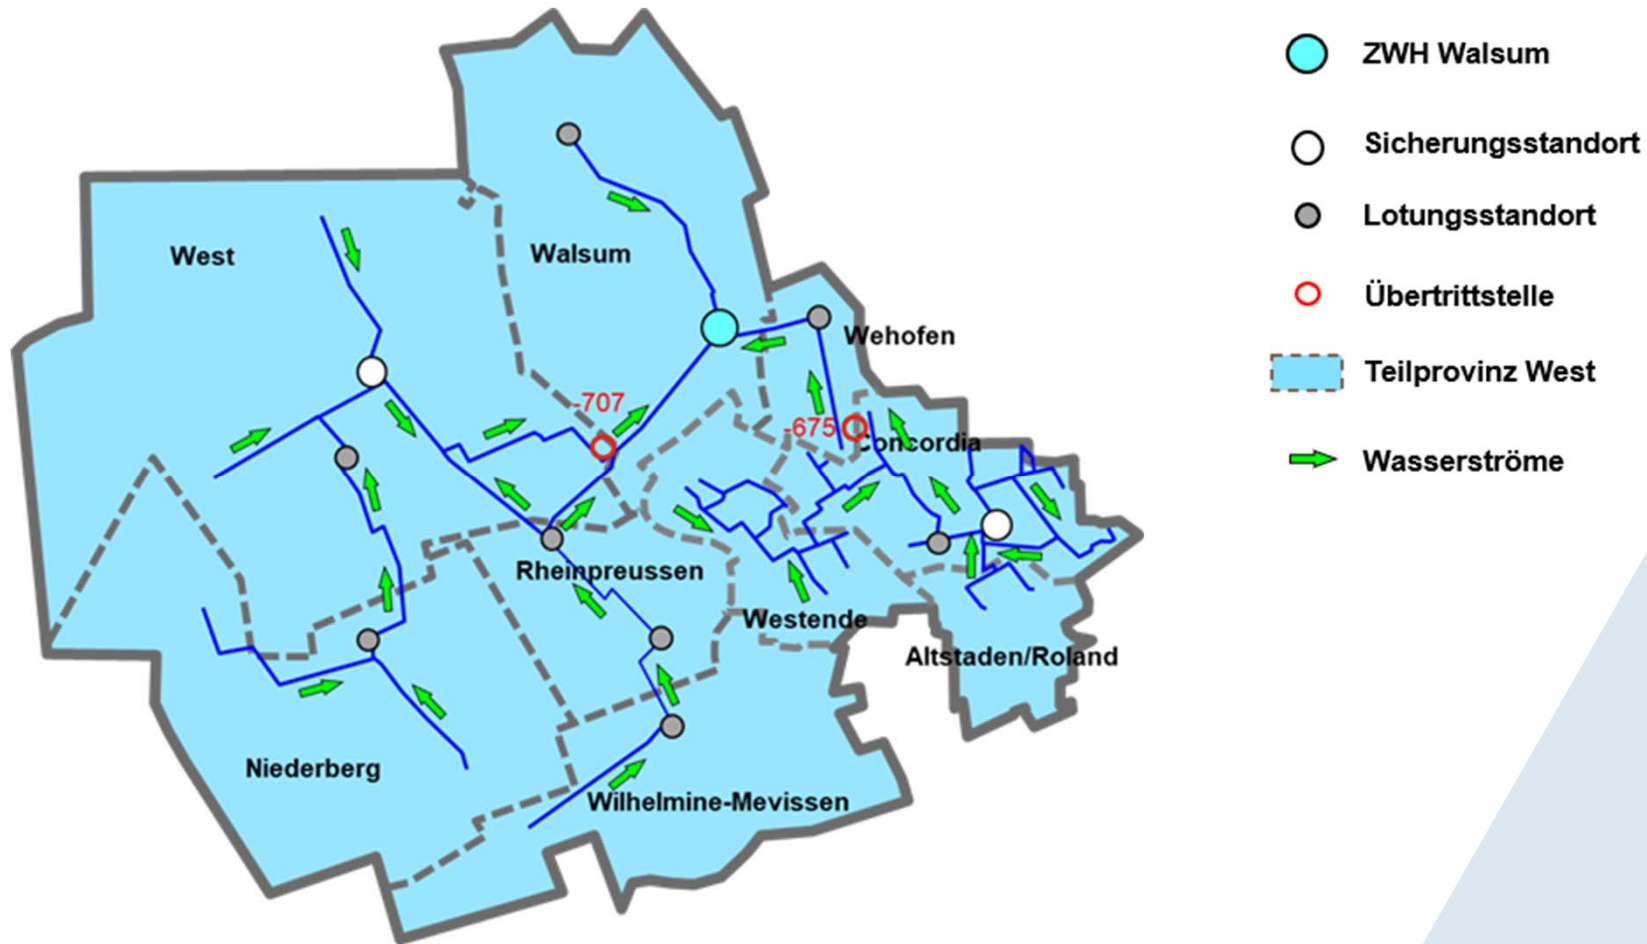 ZWH Walsum
Sicherungsstandort
Lotungsstandort
Übertrittstelle
Teilprovinz West
Wasserströme
West
Walsum
Wehofen
-707
-675
Concordia
Rheinpreussen
Westende
Altstaden/Roland
Niederberg
Wilhelmine-Mevissen